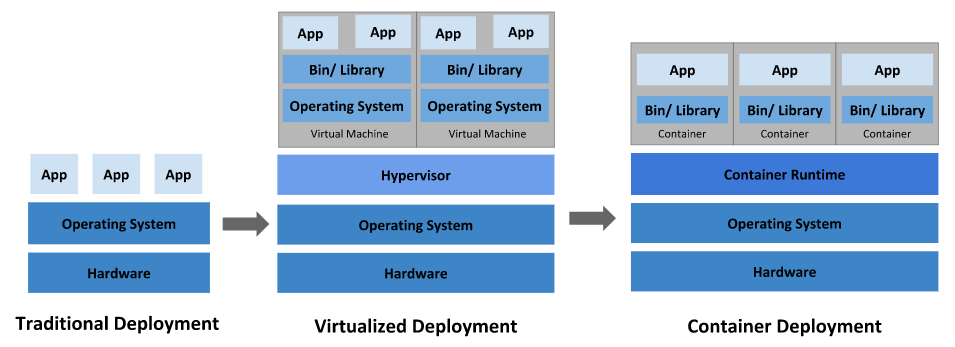 App
App
App
Operating System
Hardware
Traditional Deployment
App
App
App
App
Bin/ Library
Bin/ Library
Operating System
Operating System
Virtual Machine
Virtual Machine
Hypervisor
Operating System
Hardware
Virtualized Deployment
App
App
App
Bin/ Library
Bin/ Library
Bin/ Library
Container
Container
Container
Container Runtime
Operating System
Hardware
Container Deployment